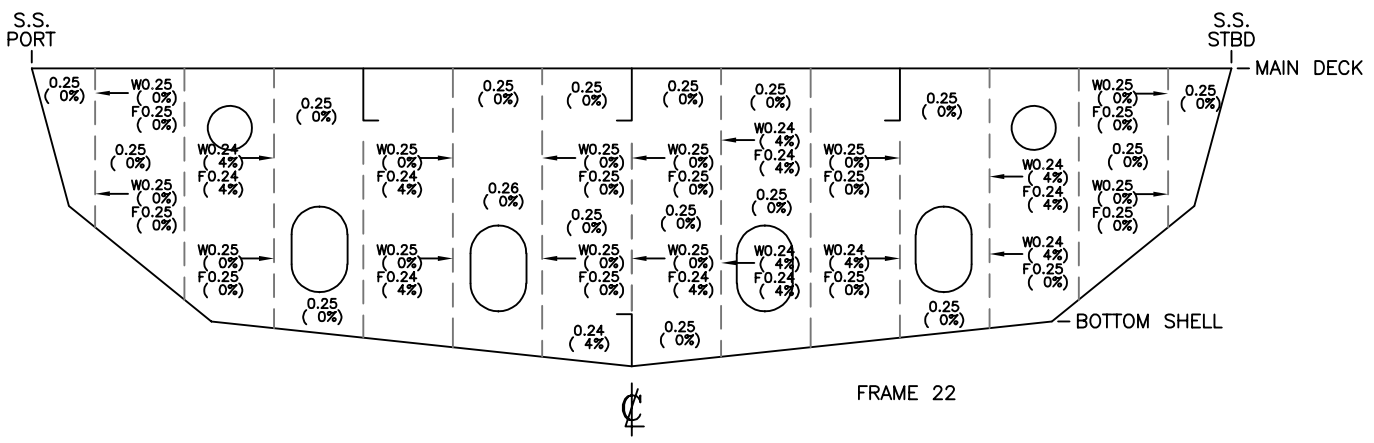 S.S.
PORT
S.S.
STBD
MAIN DECK
0.25
( 0%)
W0.25
( 0%)
F0.25
( 0%)
0.25
( 0%)
W0.25
( 0%)
F0.25
( 0%)
W0.24
( 4%)
F0.24
( 4%)
W0.25
( 0%)
F0.25
( 0%)
0.25
( 0%)
0.25
( 0%)
W0.25
( 0%)
F0.24
( 4%)
W0.25
( 0%)
F0.24
( 4%)
0.25
( 0%)
0.26
( 0%)
0.25
( 0%)
W0.25
( 0%)
F0.25
( 0%)
0.25
( 0%)
W0.25
( 0%)
F0.25
( 0%)
0.24
( 4%)
0.25
( 0%)
W0.25
( 0%)
F0.25
( 0%)
0.25
( 0%)
W0.25
( 0%)
F0.24
( 4%)
0.25
( 0%)
0.25
( 0%)
W0.24
( 4%)
F0.24
( 4%)
0.25
( 0%)
W0.24
( 4%)
F0.24
( 4%)
W0.25
( 0%)
F0.25
( 0%)
W0.24
( 4%)
F0.25
( 0%)
0.25
( 0%)
0.25
( 0%)
W0.24
( 4%)
F0.24
( 4%)
W0.24
( 4%)
F0.25
( 0%)
W0.25
( 0%)
F0.25
( 0%)
0.25
( 0%)
W0.25
( 0%)
F0.25
( 0%)
0.25
( 0%)
BOTTOM SHELL
FRAME 22
℄